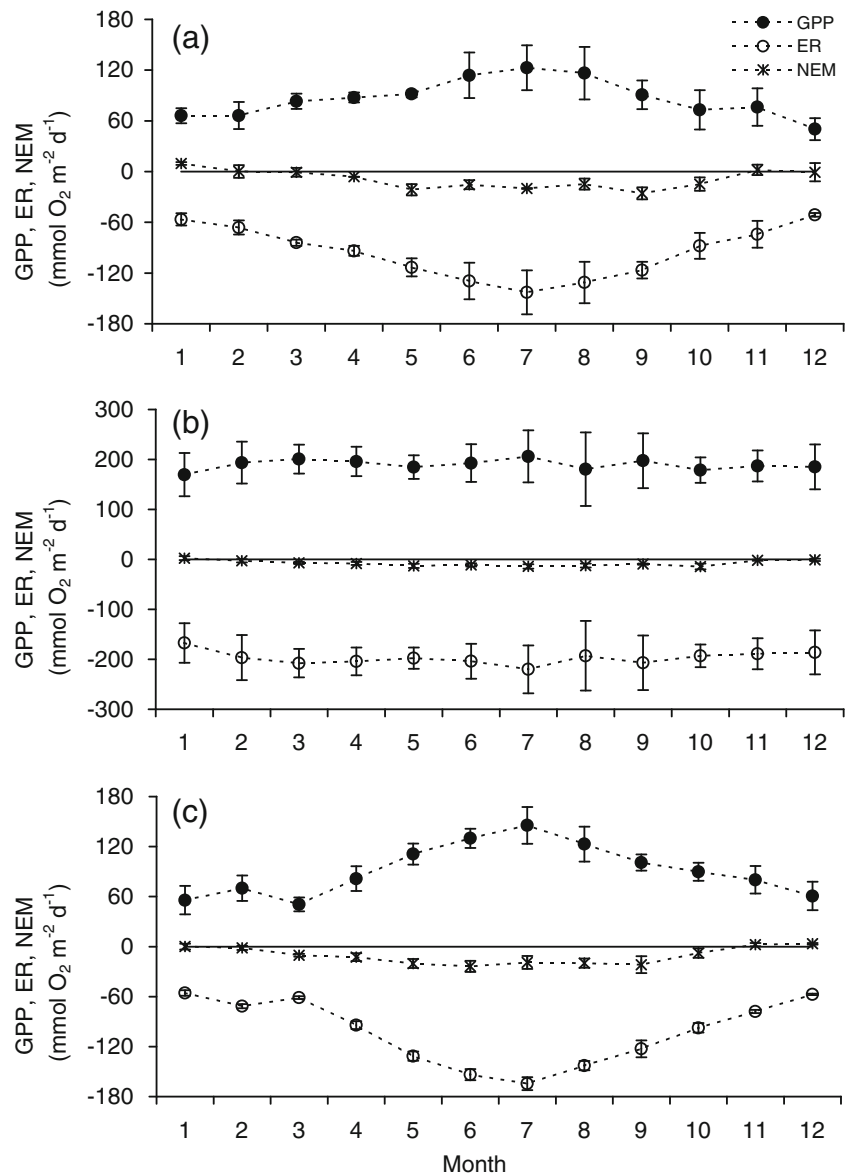 (a)
GPP
ER
NEM
GPP, ER, NEM
(mmol O₂ m⁻² d⁻¹)
180
120
60
0
-60
-120
-180
1 2 3 4 5 6 7 8 9 10 11 12
(b)
GPP, ER, NEM
(mmol O₂ m⁻² d⁻¹)
300
200
100
0
-100
-200
-300
1 2 3 4 5 6 7 8 9 10 11 12
(c)
GPP, ER, NEM
(mmol O₂ m⁻² d⁻¹)
180
120
60
0
-60
-120
-180
1 2 3 4 5 6 7 8 9 10 11 12
Month